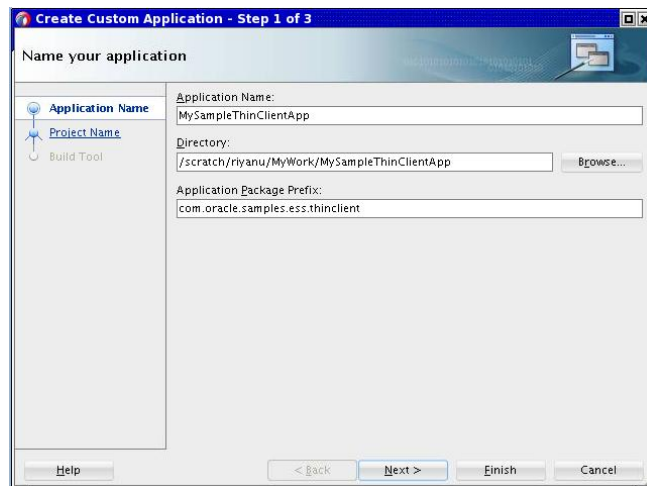 Create Custom Application - Step 1 of 3
Name your application
Application Name
Project Name
Build Tool
Application Name:
MySampleThinClientApp
Directory:
/scratch/riyanu/MyWork/MySampleThinClientApp
Browse...
Application Package Prefix:
com.oracle.samples.ess.thinclient
Help
< Back
Next >
Finish
Cancel